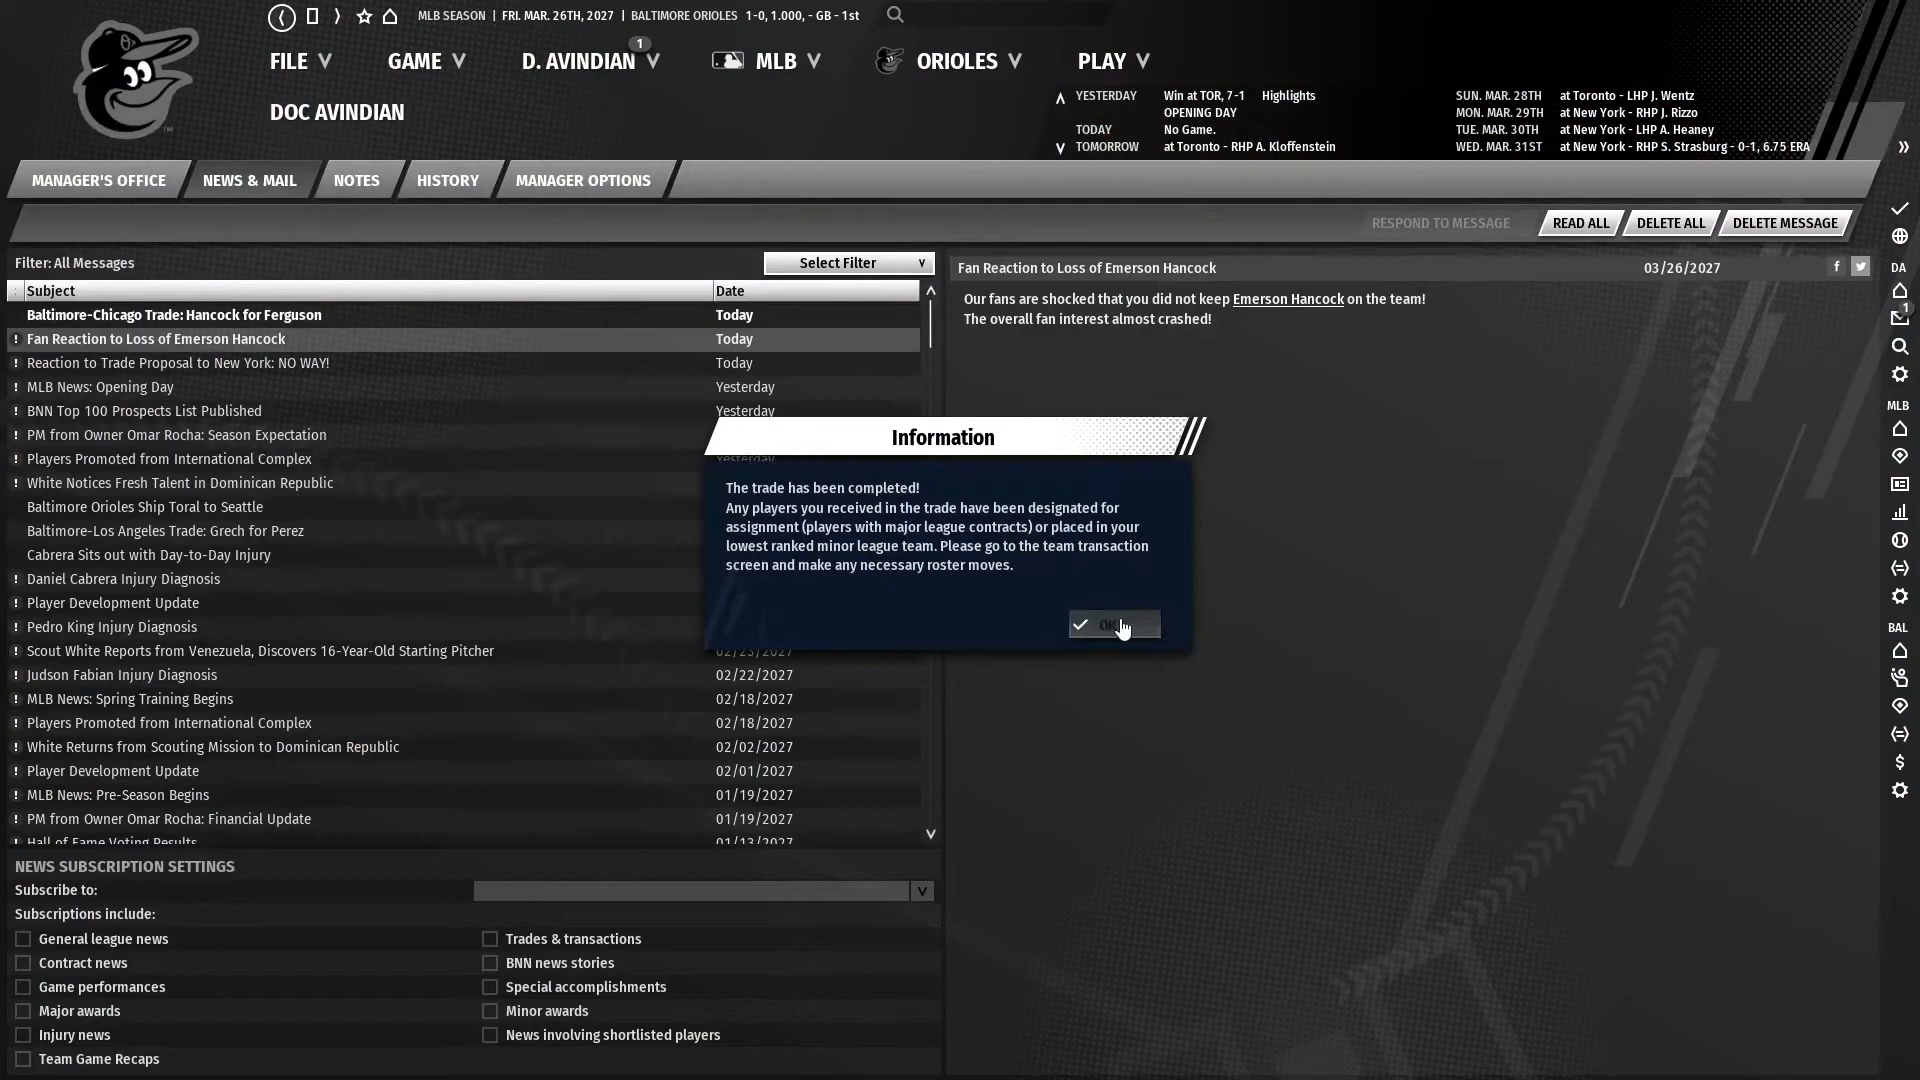 MLB SEASON | FRI. MAR. 26TH, 2027 | BALTIMORE ORIOLES 1-0, 1.000, - GB - 1st
FILE GAME D. AVINDIAN 1 MLB ORIOLES PLAY
DOC AVINDIAN
YESTERDAY Win at TOR, 7-1 Highlights
OPENING DAY
TODAY No Game.
TOMORROW at Toronto - RHP A. Kloffenstein
SUN. MAR. 28TH at Toronto - LHP J. Wentz
MON. MAR. 29TH at New York - RHP J. Rizzo
TUE. MAR. 30TH at New York - LHP A. Heaney
WED. MAR. 31ST at New York - RHP S. Strasburg - 0-1, 6.75 ERA
MANAGER'S OFFICE NEWS & MAIL NOTES HISTORY MANAGER OPTIONS
RESPOND TO MESSAGE READ ALL DELETE ALL DELETE MESSAGE
Filter: All Messages Select Filter
Subject Date
Baltimore-Chicago Trade: Hancock for Ferguson Today
! Fan Reaction to Loss of Emerson Hancock Today
! Reaction to Trade Proposal to New York: NO WAY! Today
! MLB News: Opening Day Yesterday
! BNN Top 100 Prospects List Published Yesterday
! PM from Owner Omar Rocha: Season Expectation
! Players Promoted from International Complex Yesterday
! White Notices Fresh Talent in Dominican Republic
Baltimore Orioles Ship Toral to Seattle
Baltimore-Los Angeles Trade: Grech for Perez
Cabrera Sits out with Day-to-Day Injury
! Daniel Cabrera Injury Diagnosis
! Player Development Update
! Pedro King Injury Diagnosis
! Scout White Reports from Venezuela, Discovers 16-Year-Old Starting Pitcher 02/23/2027
! Judson Fabian Injury Diagnosis 02/22/2027
! MLB News: Spring Training Begins 02/18/2027
! Players Promoted from International Complex 02/18/2027
! White Returns from Scouting Mission to Dominican Republic 02/02/2027
! Player Development Update 02/01/2027
! MLB News: Pre-Season Begins 01/19/2027
! PM from Owner Omar Rocha: Financial Update 01/19/2027
! Hall of Fame Voting Results 01/13/2027
NEWS SUBSCRIPTION SETTINGS
Subscribe to:
Subscriptions include:
General league news Trades & transactions
Contract news BNN news stories
Game performances Special accomplishments
Major awards Minor awards
Injury news News involving shortlisted players
Team Game Recaps
Fan Reaction to Loss of Emerson Hancock 03/26/2027
Our fans are shocked that you did not keep Emerson Hancock on the team!
The overall fan interest almost crashed!
Information
The trade has been completed!
Any players you received in the trade have been designated for
assignment (players with major league contracts) or placed in your
lowest ranked minor league team. Please go to the team transaction
screen and make any necessary roster moves.
OK
DA
1
MLB
BAL
$